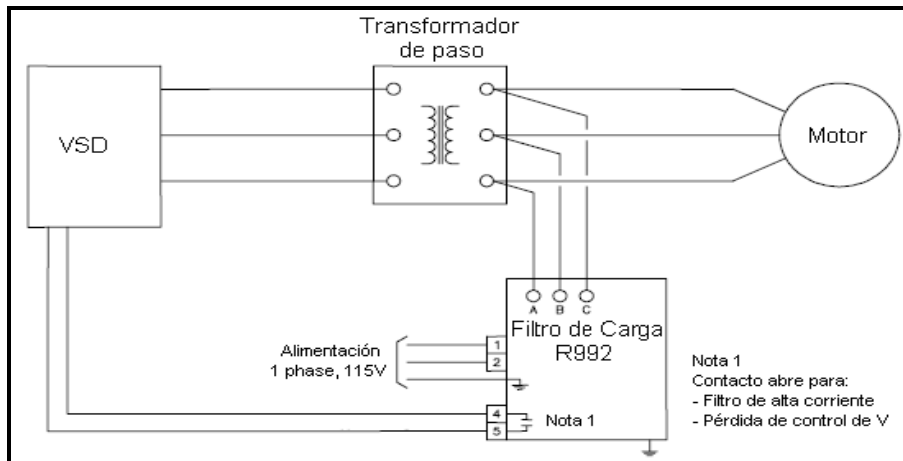 Transformador
de paso
VSD
Motor
A B C
Filtro de Carga
R992
Alimentación
1 phase, 115V
1
2
4
5
Nota 1
Nota 1
Contacto abre para:
- Filtro de alta corriente
- Pérdida de control de V